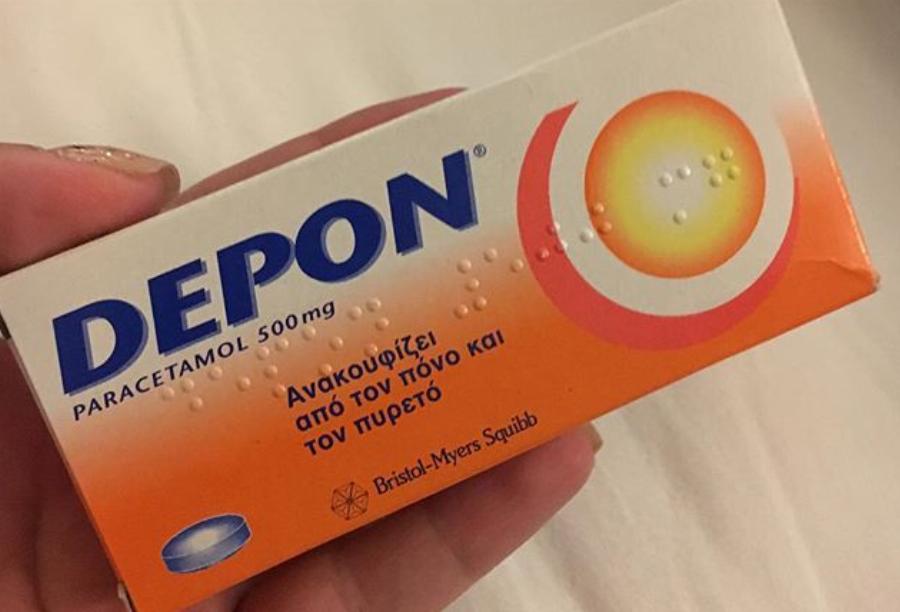 DEPON®
PARACETAMOL 500mg
Ανακουφίζει
από τον πόνο και
τον πυρετό
Bristol-Myers Squibb